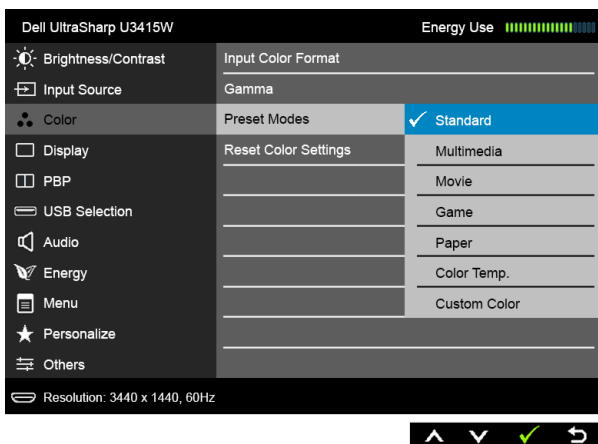 Dell UltraSharp U3415W
Energy Use
Brightness/Contrast
Input Source
Color
Display
PBP
USB Selection
Audio
Energy
Menu
Personalize
Others
Input Color Format
Gamma
Preset Modes
Reset Color Settings
Standard
Multimedia
Movie
Game
Paper
Color Temp.
Custom Color
Resolution: 3440 x 1440, 60Hz